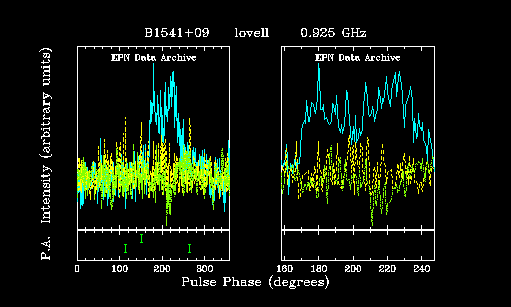 B1541+09 lovell 0.925 GHz
EPN Data Archive EPN Data Archive
P.A. Intensity (arbitrary units)
0 100 200 300 160 180 200 220 240
Pulse Phase (degrees)